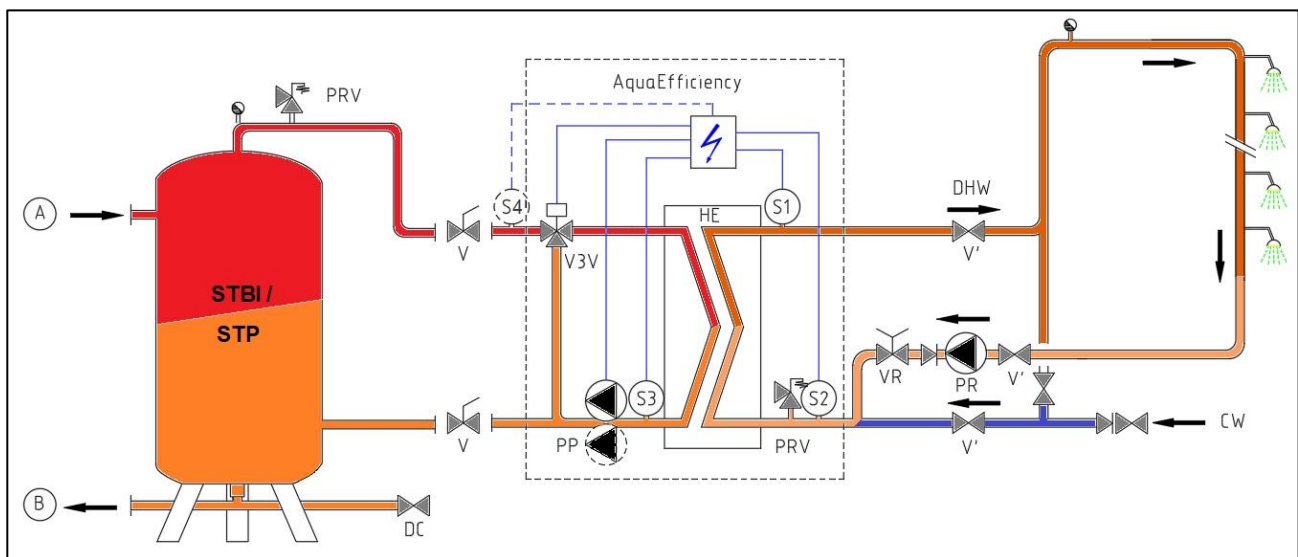 AquaEfficiency
PRV
A
S4
S1
DHW
HE
V
V3V
V'
STBI /
STP
VR
PR
V'
S3
S2
V
PP
PRV
V'
CW
B
DC